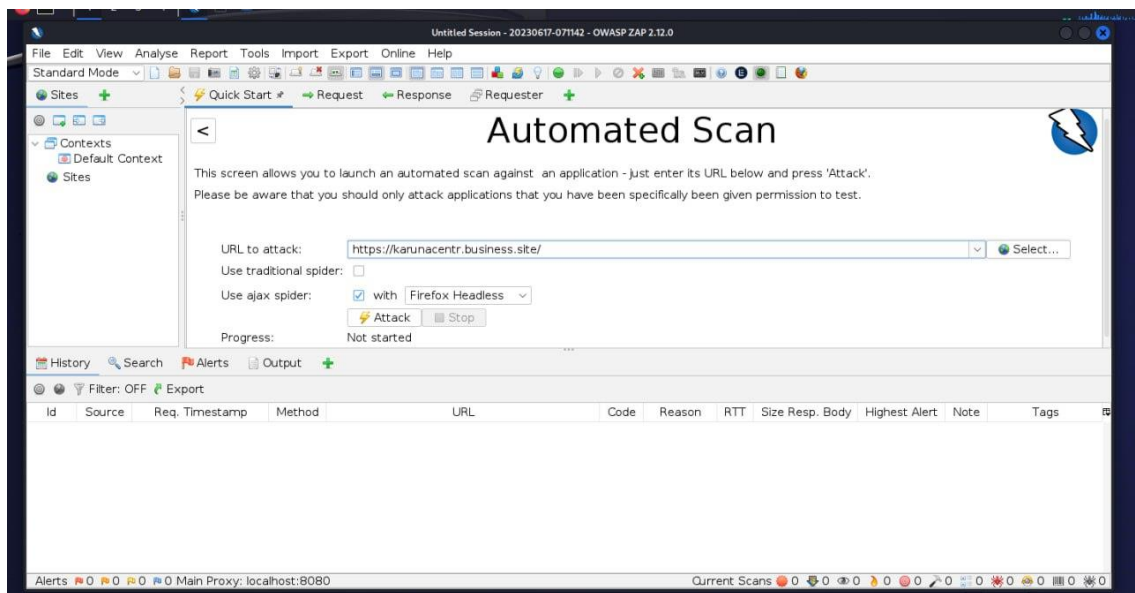 Untitled Session - 20230617-071142 - OWASP ZAP 2.12.0
File Edit View Analyse Report Tools Import Export Online Help
Standard Mode
Sites
Quick Start Request Response Requester
<
Automated Scan
Contexts
Default Context
Sites
This screen allows you to launch an automated scan against an application - just enter its URL below and press 'Attack'.
Please be aware that you should only attack applications that you have been specifically been given permission to test.
URL to attack: https://karunacentr.business.site/ Select...
Use traditional spider:
Use ajax spider: with Firefox Headless
Attack Stop
Progress: Not started
History Search Alerts Output
Filter: OFF Export
Id Source Req. Timestamp Method URL Code Reason RTT Size Resp. Body Highest Alert Note Tags
Alerts 0 0 0 0 Main Proxy: localhost:8080 Current Scans 0 0 0 0 0 0 0 0 0 0 0